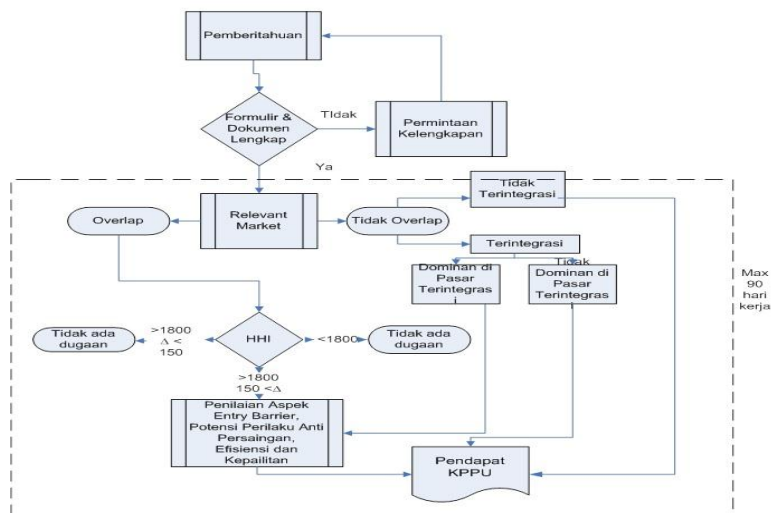 Pemberitahuan
Formulir &
Dokumen
Lengkap
TIdak
Permintaan
Kelengkapan
Ya
Overlap
Relevant
Market
Tidak Overlap
Tidak
Terintegrasi
Terintegrasi
Dominan di
Pasar
Terintegras
i
Tidak
Dominan di
Pasar
Terintegrasi
Max
90
hari
kerja
Tidak ada
dugaan
>1800
Δ <
150
HHI
<1800
Tidak ada
dugaan
>1800
150 <Δ
Penilaian Aspek
Entry Barrier,
Potensi Perilaku Anti
Persaingan,
Efisiensi dan
Kepailitan
Pendapat
KPPU